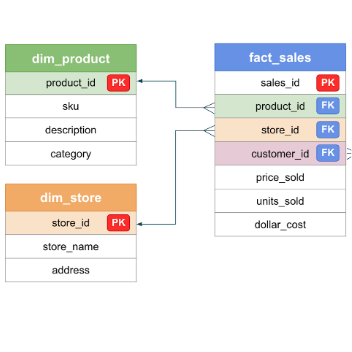 dim_product
product_id PK
sku
description
category
dim_store
store_id PK
store_name
address
fact_sales
sales_id PK
product_id FK
store_id FK
customer_id FK
price_sold
units_sold
dollar_cost